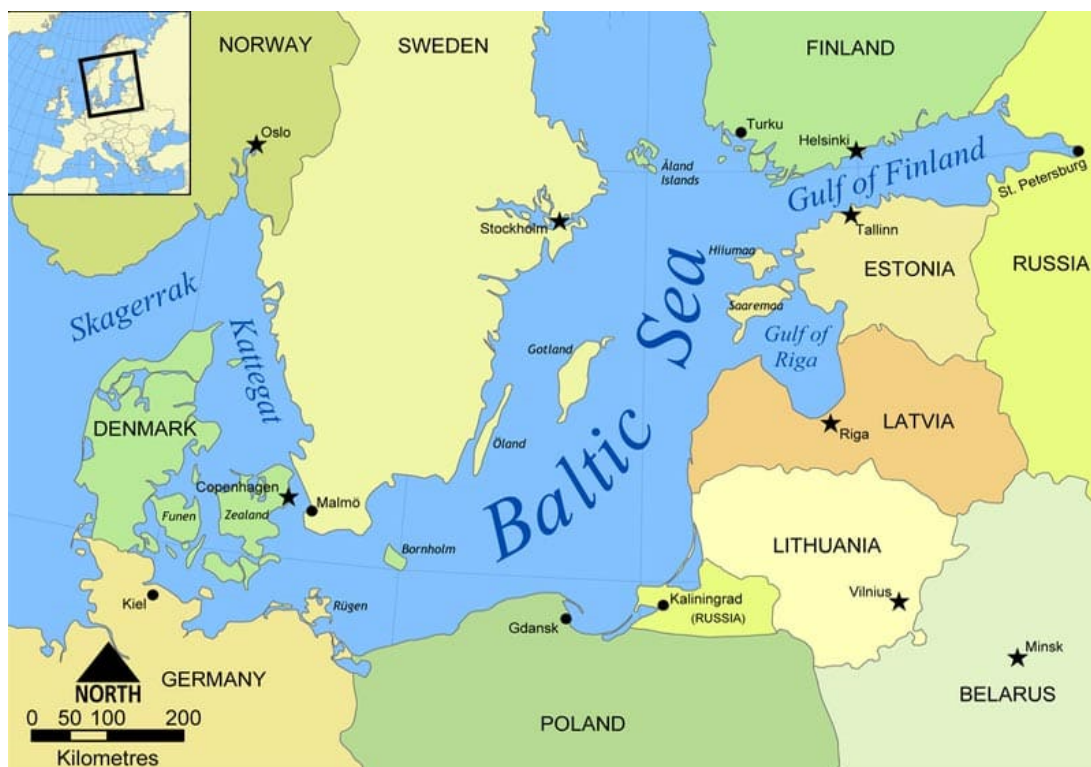 NORWAY
SWEDEN
FINLAND
Oslo
Turku
Helsinki
Åland
Islands
Gulf of Finland
St. Petersburg
Stockholm
Tallinn
Hiiumaa
ESTONIA
RUSSIA
Saaremaa
Skagerrak
Kattegat
Gulf of
Riga
Gotland
Baltic Sea
DENMARK
Öland
Riga
LATVIA
Copenhagen
Malmö
Funen
Zealand
Bornholm
LITHUANIA
Kiel
Rügen
Gdansk
Kaliningrad
(RUSSIA)
Vilnius
Minsk
NORTH
GERMANY
POLAND
BELARUS
0 50 100 200
Kilometres